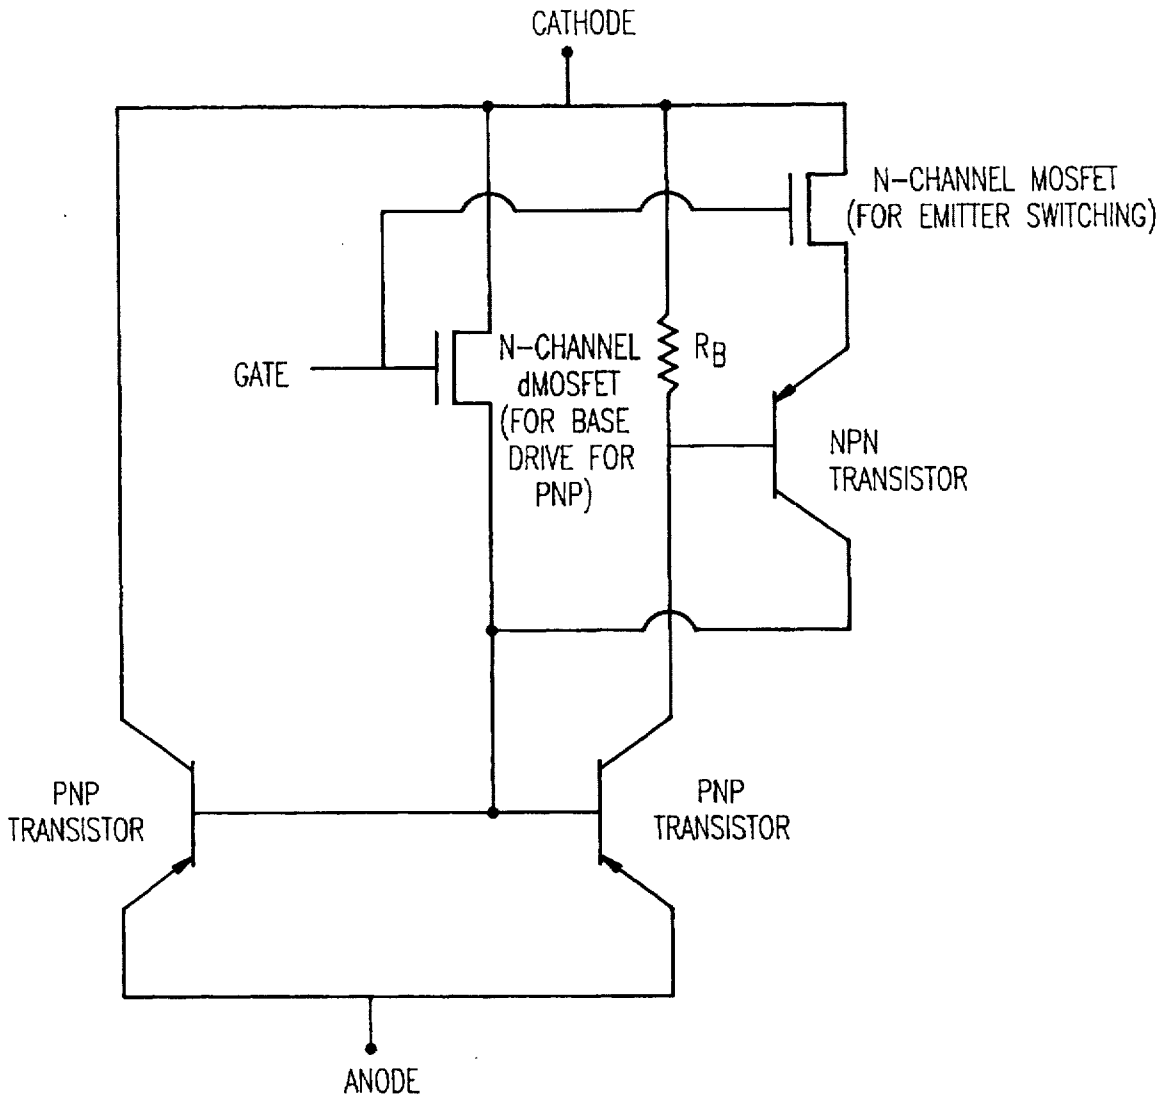 CATHODE
N-CHANNEL MOSFET
(FOR EMITTER SWITCHING)
GATE
N-CHANNEL
dMOSFET
(FOR BASE
DRIVE FOR
PNP)
RB
NPN
TRANSISTOR
PNP
TRANSISTOR
PNP
TRANSISTOR
ANODE